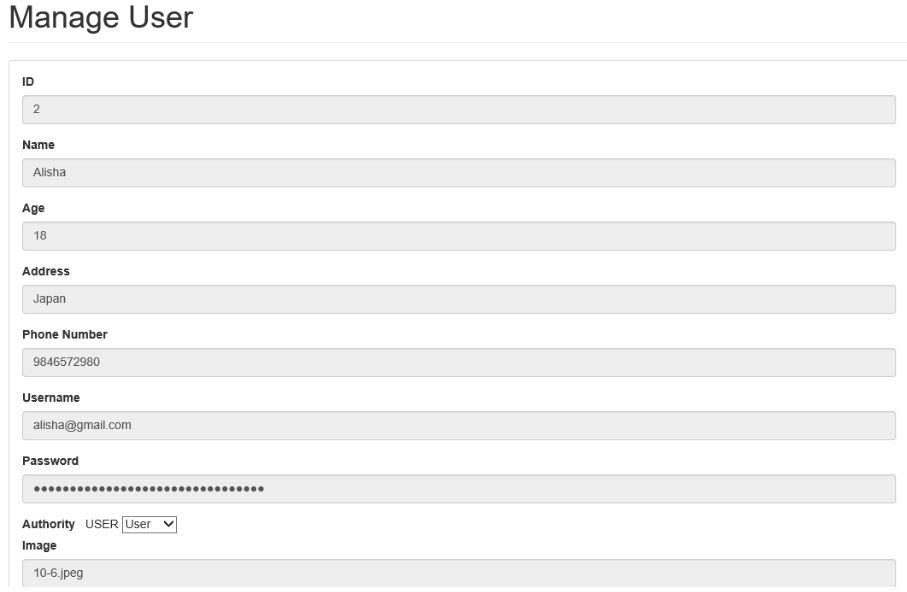 Manage User
ID
2
Name
Alisha
Age
18
Address
Japan
Phone Number
9846572980
Username
alisha@gmail.com
Password
••••••••••••••••••••••••••••••••
Authority USER User
Image
10-6.jpeg